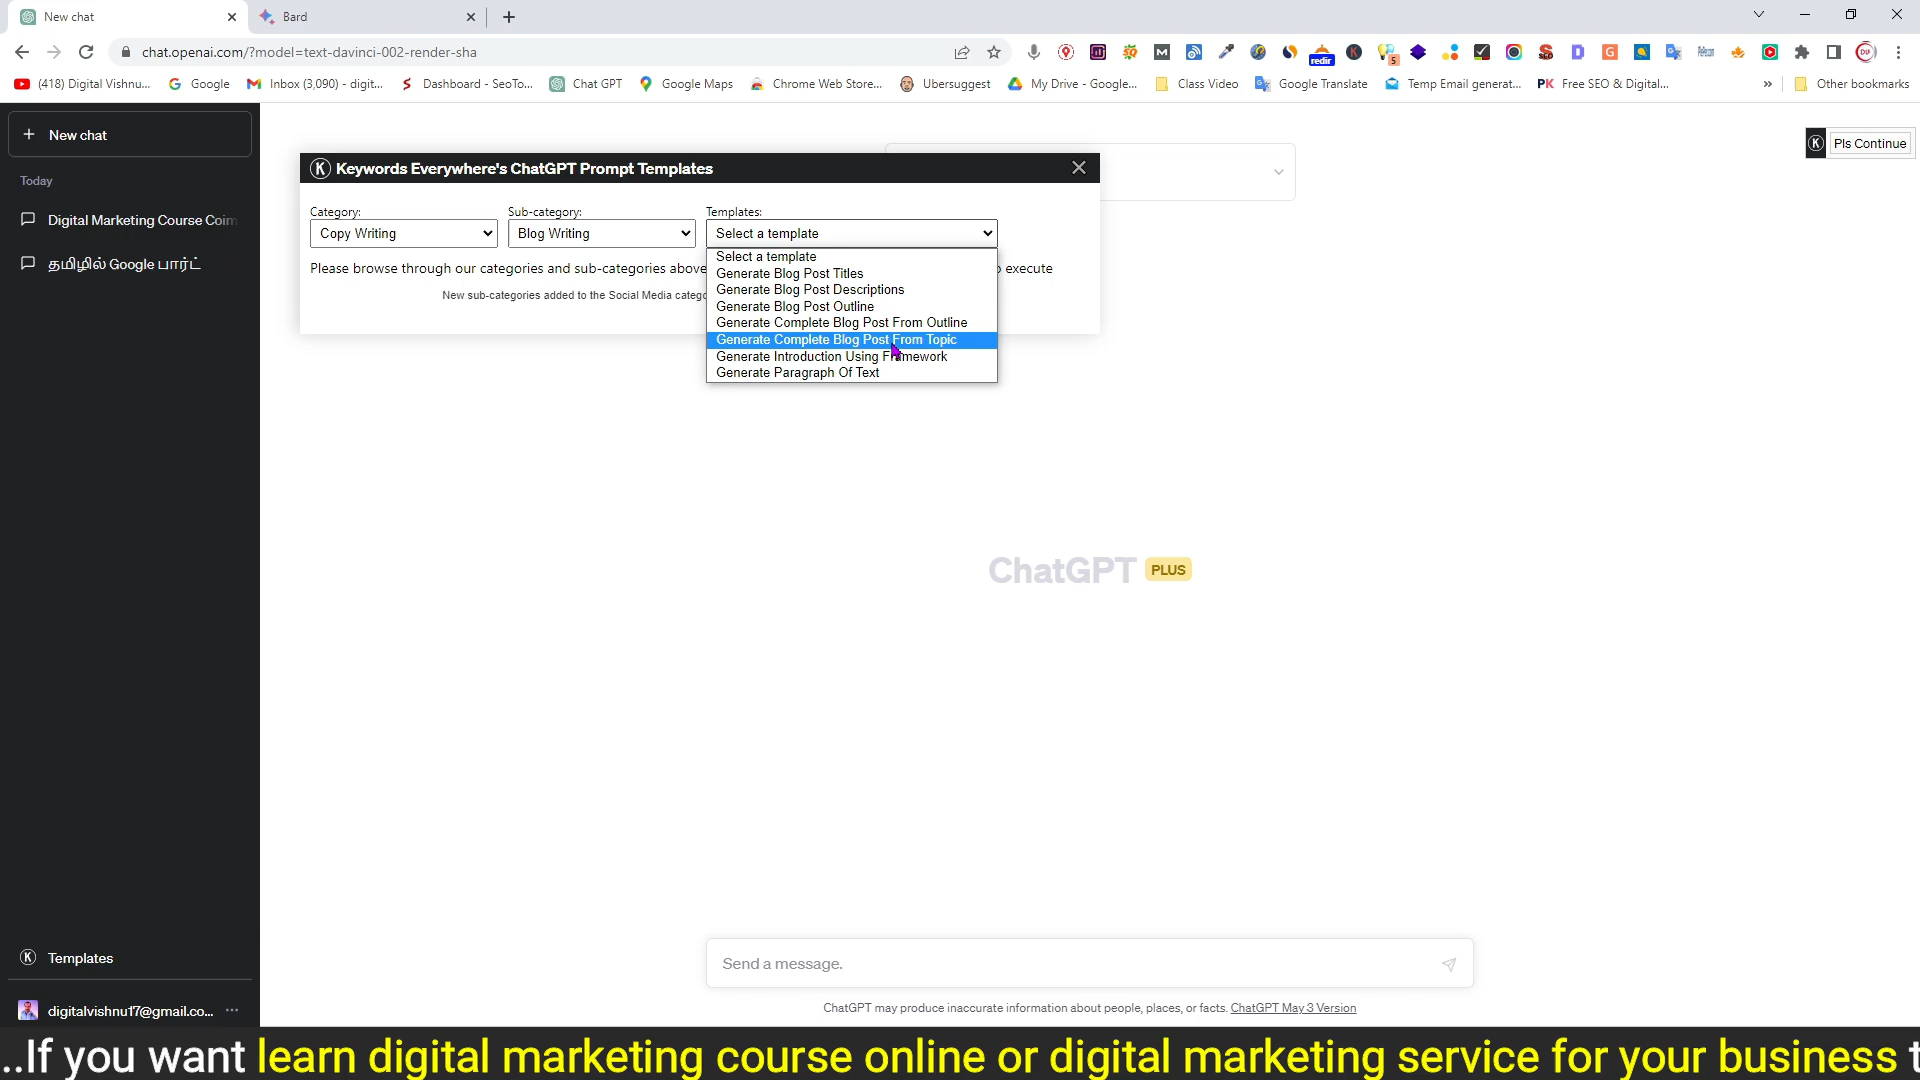 New chat
Bard
chat.openai.com/?model=text-davinci-002-render-sha
redir
5
(418) Digital Vishnu...
Google
Inbox (3,090) - digit...
Dashboard - SeoTo...
Chat GPT
Google Maps
Chrome Web Store...
Ubersuggest
My Drive - Google...
Class Video
Google Translate
Temp Email generat...
PK Free SEO & Digital...
»
Other bookmarks
+ New chat
Today
Digital Marketing Course Coim
தமிழில் Google பார்ட்
K Keywords Everywhere's ChatGPT Prompt Templates
K Pls Continue
Category:
Sub-category:
Templates:
Copy Writing
Blog Writing
Select a template
Please browse through our categories and sub-categories above
execute
New sub-categories added to the Social Media catego
Select a template
Generate Blog Post Titles
Generate Blog Post Descriptions
Generate Blog Post Outline
Generate Complete Blog Post From Outline
Generate Complete Blog Post From Topic
Generate Introduction Using Framework
Generate Paragraph Of Text
ChatGPT PLUS
Send a message.
ChatGPT may produce inaccurate information about people, places, or facts. ChatGPT May 3 Version
K Templates
digitalvishnu17@gmail.co... ...
..If you want learn digital marketing course online or digital marketing service for your business t